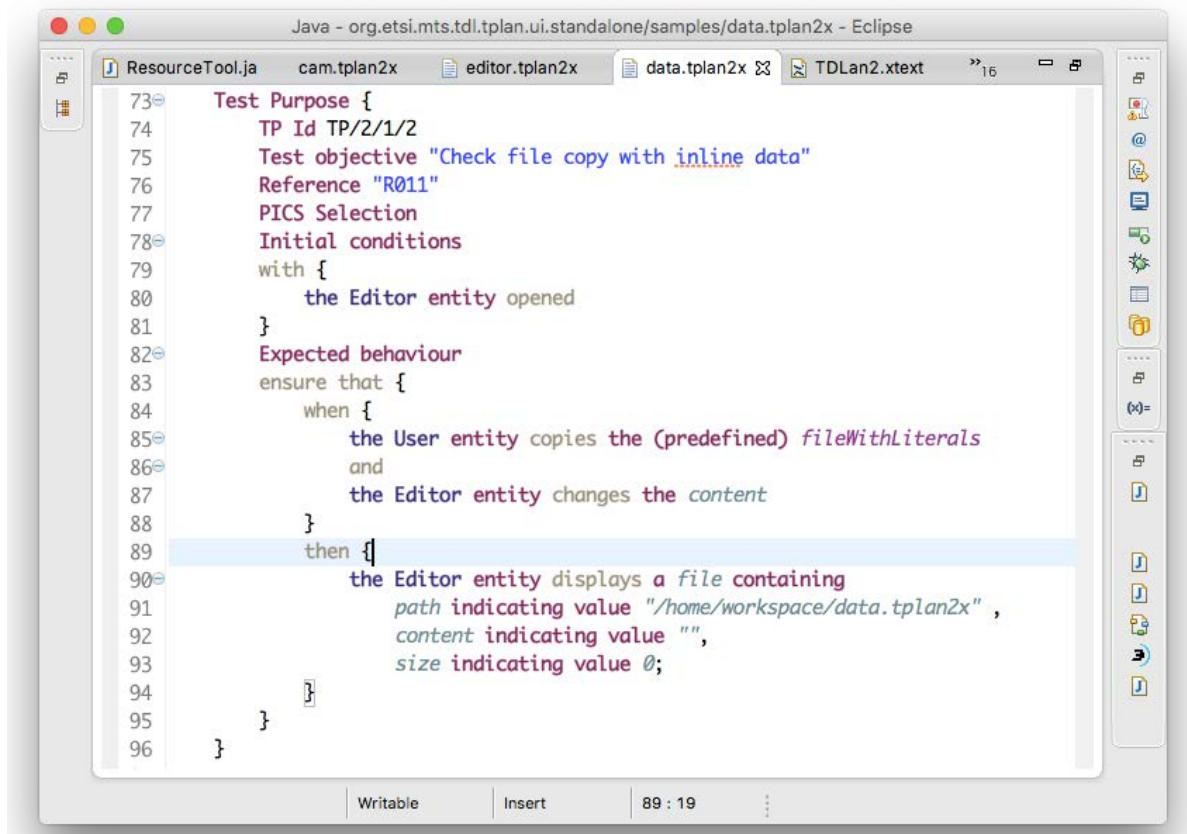 Java - org.etsi.mts.tdl.tplan.ui.standalone/samples/data.tplan2x - Eclipse
ResourceTool.ja cam.tplan2x editor.tplan2x data.tplan2x TDLan2.xtext »16
73 Test Purpose {
74 TP Id TP/2/1/2
75 Test objective "Check file copy with inline data"
76 Reference "R011"
77 PICS Selection
78 Initial conditions
79 with {
80 the Editor entity opened
81 }
82 Expected behaviour
83 ensure that {
84 when {
85 the User entity copies the (predefined) fileWithLiterals
86 and
87 the Editor entity changes the content
88 }
89 then {
90 the Editor entity displays a file containing
91 path indicating value "/home/workspace/data.tplan2x" ,
92 content indicating value "",
93 size indicating value 0;
94 }
95 }
96 }
@
(x)=
Writable Insert 89 : 19